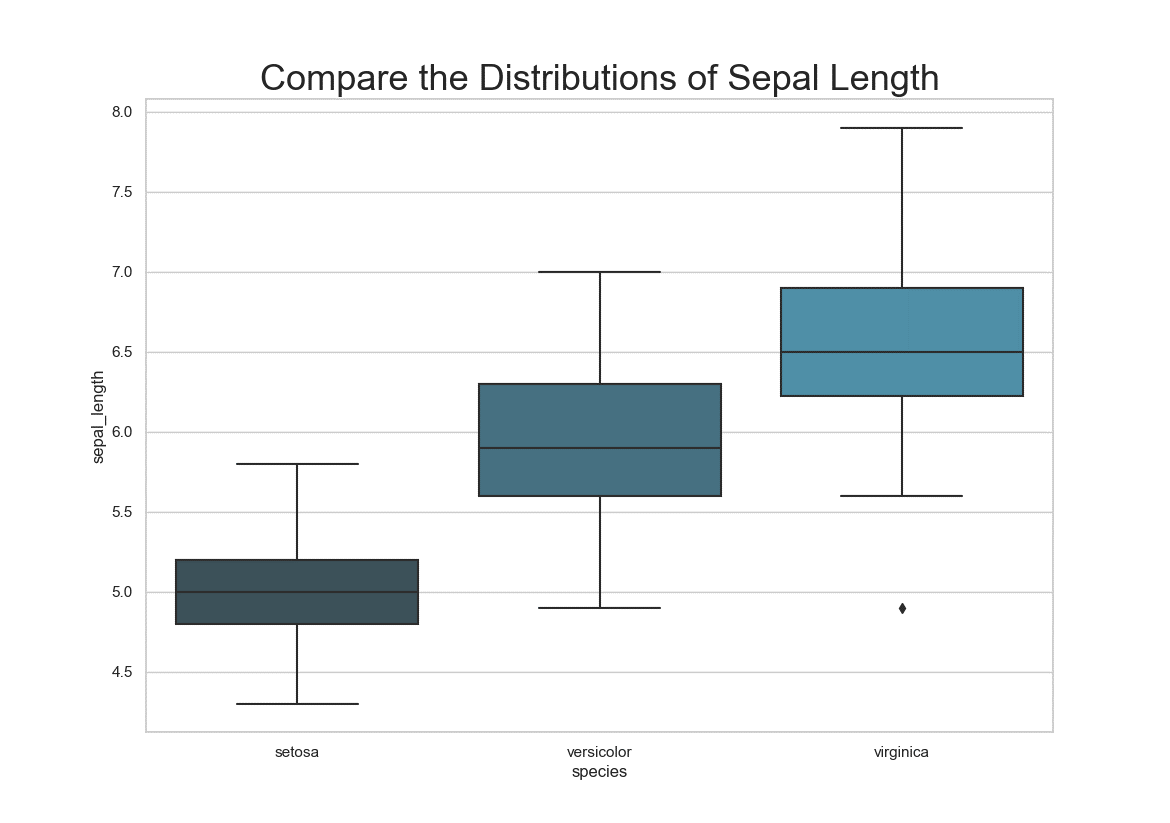 Compare the Distributions of Sepal Length
8.0
7.5
7.0
6.5
6.0
5.5
5.0
4.5
sepal_length
setosa versicolor virginica
species